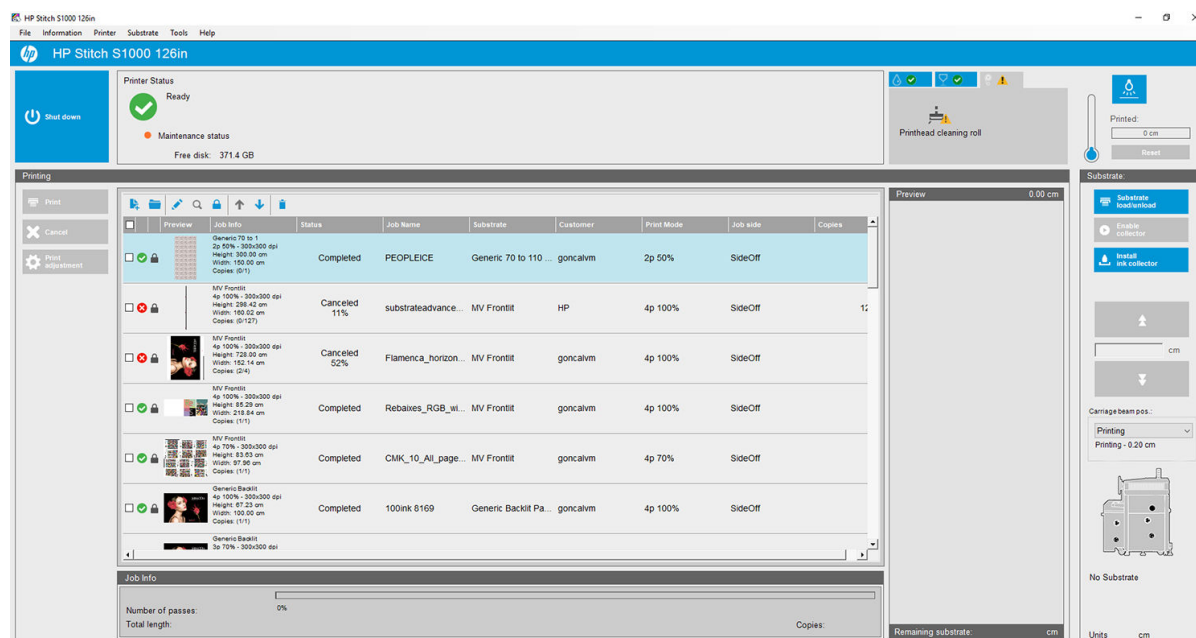 HP Stitch S1000 126in
File Information Printer Substrate Tools Help
hp HP Stitch S1000 126in
Shut down
Printer Status
Ready
Maintenance status
Free disk: 371.4 GB
Printhead cleaning roll
Printed:
0 cm
Reset
Printing
Print
Cancel
Print
adjustment
Preview Job Info Status Job Name Substrate Customer Print Mode Job side Copies
Generic 70 to 1
2p 50% - 300x300 dpi
Height: 300.00 cm
Width: 150.00 cm
Copies: (0/1)
Completed PEOPLEICE Generic 70 to 110 ... goncalvm 2p 50% SideOff
MV Frontlit
4p 100% - 300x300 dpi
Height: 298.42 cm
Width: 160.02 cm
Copies: (0/127)
Canceled
11%
substrateadvance... MV Frontlit HP 4p 100% SideOff 12
MV Frontlit
4p 100% - 300x300 dpi
Height: 728.00 cm
Width: 152.14 cm
Copies: (2/4)
Canceled
52%
Flamenca_horizon... MV Frontlit goncalvm 4p 100% SideOff
MV Frontlit
4p 100% - 300x300 dpi
Height: 85.29 cm
Width: 218.84 cm
Copies: (1/1)
Completed Rebaixes_RGB_wi... MV Frontlit goncalvm 4p 100% SideOff
MV Frontlit
4p 70% - 300x300 dpi
Height: 83.63 cm
Width: 97.96 cm
Copies: (1/1)
Completed CMK_10_All_page... MV Frontlit goncalvm 4p 70% SideOff
Generic Backlit
4p 100% - 300x300 dpi
Height: 67.23 cm
Width: 100.00 cm
Copies: (1/1)
Completed 100ink 8169 Generic Backlit Pa... goncalvm 4p 100% SideOff
Generic Backlit
3p 70% - 300x300 dpi
Job Info
0%
Number of passes:
Total length:
Copies:
Preview 0.00 cm
Remaining substrate: cm
Substrate:
Substrate
load/unload
Enable
collector
Install
ink collector
cm
Carriage beam pos.:
Printing
Printing - 0.20 cm
No Substrate
Units cm